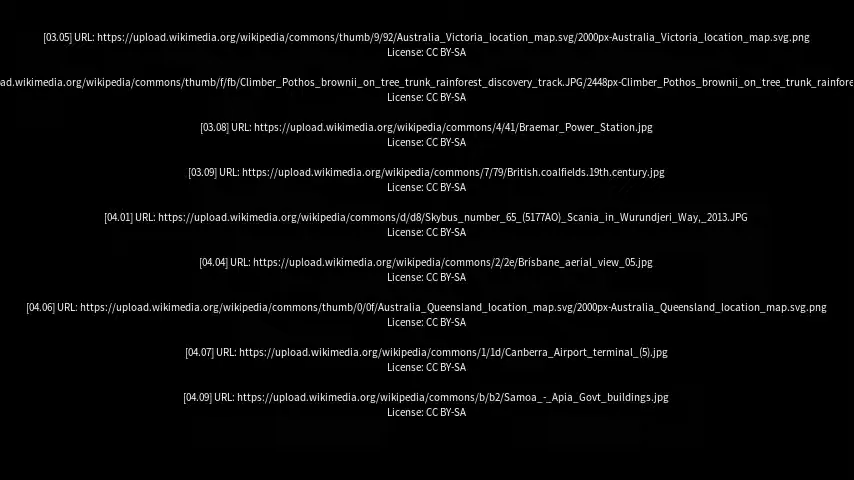 [03.05] URL: https://upload.wikimedia.org/wikipedia/commons/thumb/9/92/Australia_Victoria_location_map.svg/2000px-Australia_Victoria_location_map.svg.png
License: CC BY-SA
ad.wikimedia.org/wikipedia/commons/thumb/f/fb/Climber_Pothos_brownii_on_tree_trunk_rainforest_discovery_track.JPG/2448px-Climber_Pothos_brownii_on_tree_trunk_rainfore
License: CC BY-SA
[03.08] URL: https://upload.wikimedia.org/wikipedia/commons/4/41/Braemar_Power_Station.jpg
License: CC BY-SA
[03.09] URL: https://upload.wikimedia.org/wikipedia/commons/7/79/British.coalfields.19th.century.jpg
License: CC BY-SA
[04.01] URL: https://upload.wikimedia.org/wikipedia/commons/d/d8/Skybus_number_65_(5177AO)_Scania_in_Wurundjeri_Way,_2013.JPG
License: CC BY-SA
[04.04] URL: https://upload.wikimedia.org/wikipedia/commons/2/2e/Brisbane_aerial_view_05.jpg
License: CC BY-SA
[04.06] URL: https://upload.wikimedia.org/wikipedia/commons/thumb/0/0f/Australia_Queensland_location_map.svg/2000px-Australia_Queensland_location_map.svg.png
License: CC BY-SA
[04.07] URL: https://upload.wikimedia.org/wikipedia/commons/1/1d/Canberra_Airport_terminal_(5).jpg
License: CC BY-SA
[04.09] URL: https://upload.wikimedia.org/wikipedia/commons/b/b2/Samoa_-_Apia_Govt_buildings.jpg
License: CC BY-SA